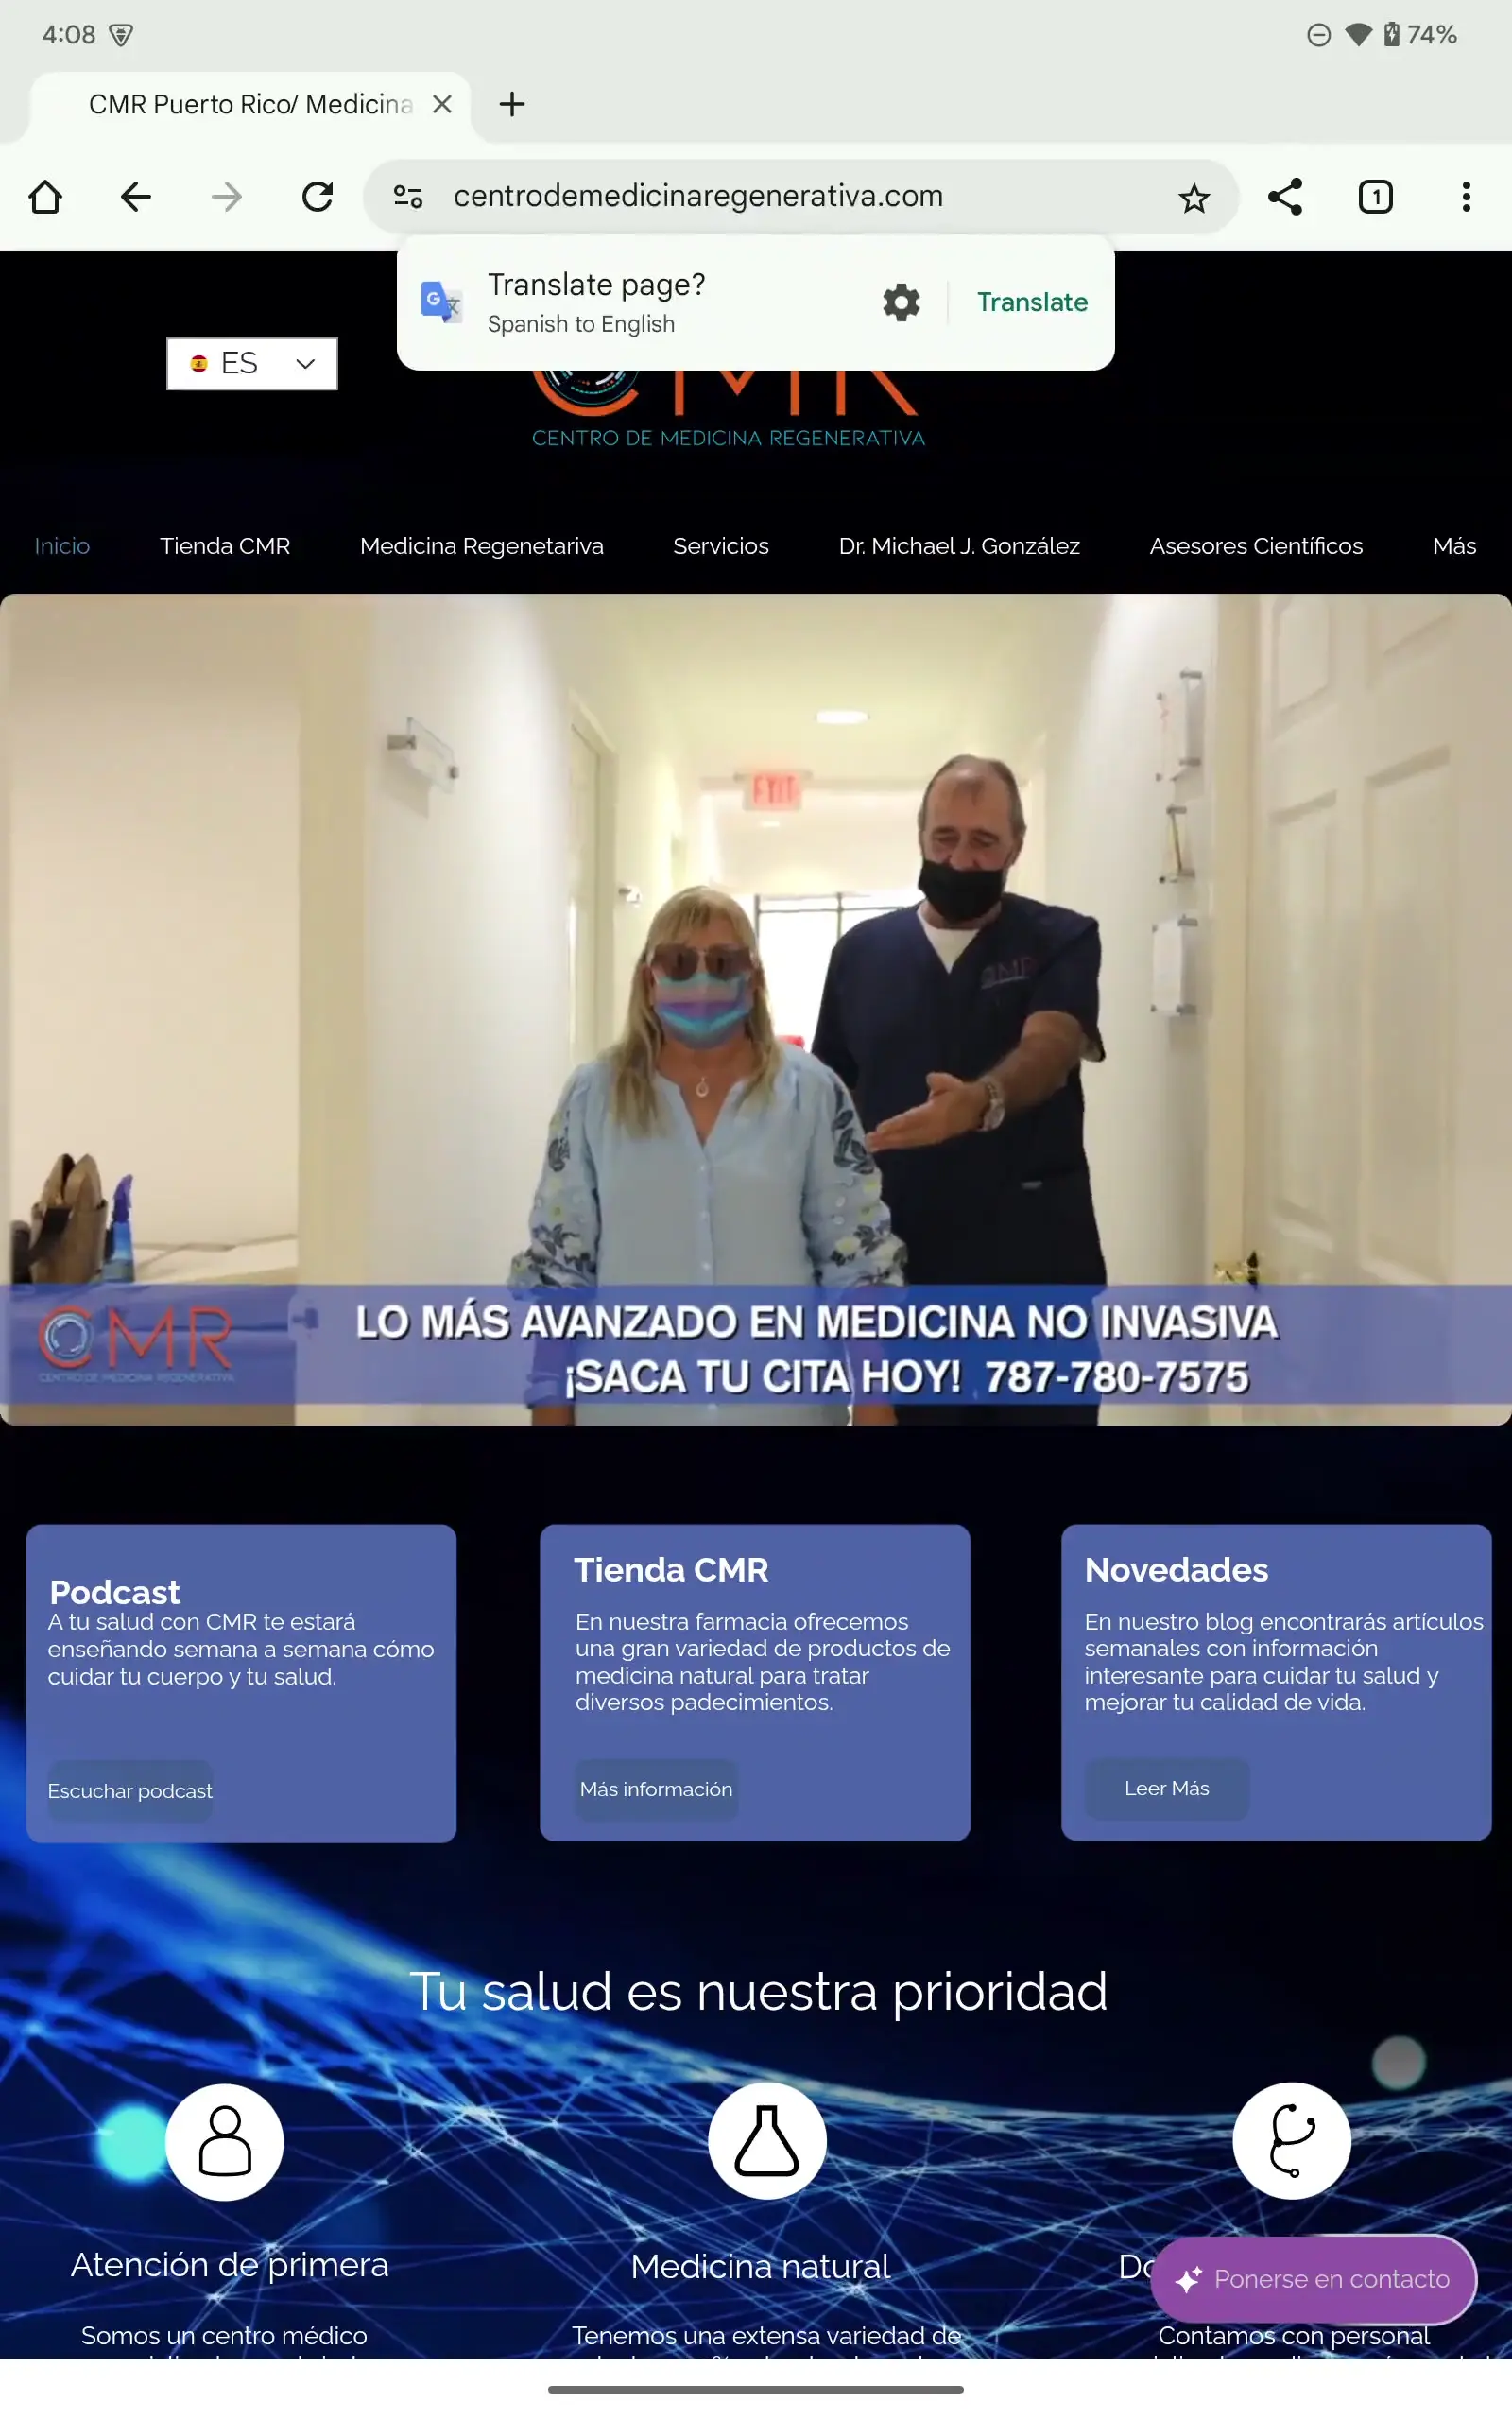 4:08
74%
CMR Puerto Rico/ Medicina
centrodemedicinaregenerativa.com
1
Translate page?
Spanish to English
Translate
ES
CMR
CENTRO DE MEDICINA REGENERATIVA
Inicio
Tienda CMR
Medicina Regenetariva
Servicios
Dr. Michael J. González
Asesores Científicos
Más
EXIT
CMR
CMR
CENTRO DE MEDICINA REGENERATIVA
LO MÁS AVANZADO EN MEDICINA NO INVASIVA
¡SACA TU CITA HOY! 787-780-7575
Podcast
A tu salud con CMR te estará
enseñando semana a semana cómo
cuidar tu cuerpo y tu salud.
Escuchar podcast
Tienda CMR
En nuestra farmacia ofrecemos
una gran variedad de productos de
medicina natural para tratar
diversos padecimientos.
Más información
Novedades
En nuestro blog encontrarás artículos
semanales con información
interesante para cuidar tu salud y
mejorar tu calidad de vida.
Leer Más
Tu salud es nuestra prioridad
Atención de primera
Somos un centro médico
Medicina natural
Tenemos una extensa variedad de
Contamos con personal
Ponerse en contacto